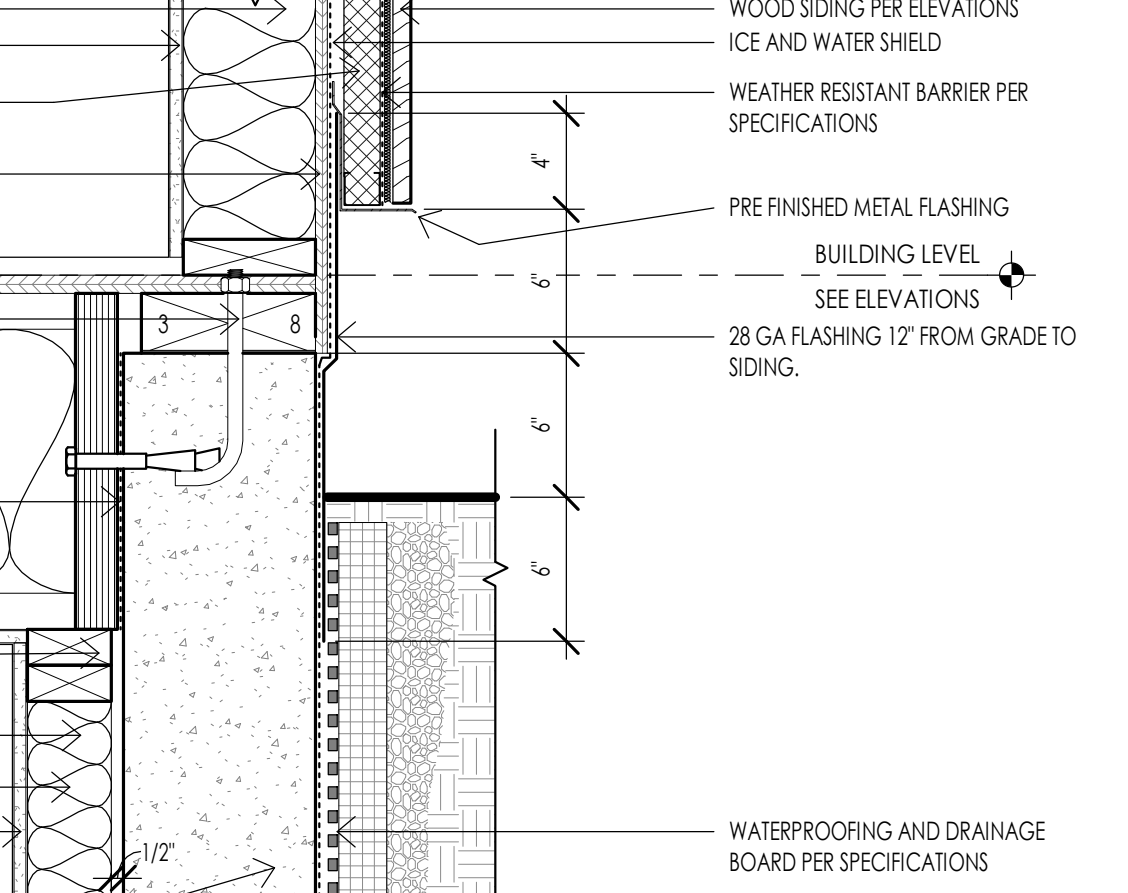 WOOD SIDING PER ELEVATIONS
ICE AND WATER SHIELD
WEATHER RESISTANT BARRIER PER
SPECIFICATIONS
4"
PRE FINISHED METAL FLASHING
BUILDING LEVEL
6"
SEE ELEVATIONS
3 8
28 GA FLASHING 12" FROM GRADE TO
SIDING.
6"
6"
WATERPROOFING AND DRAINAGE
BOARD PER SPECIFICATIONS
1/2"